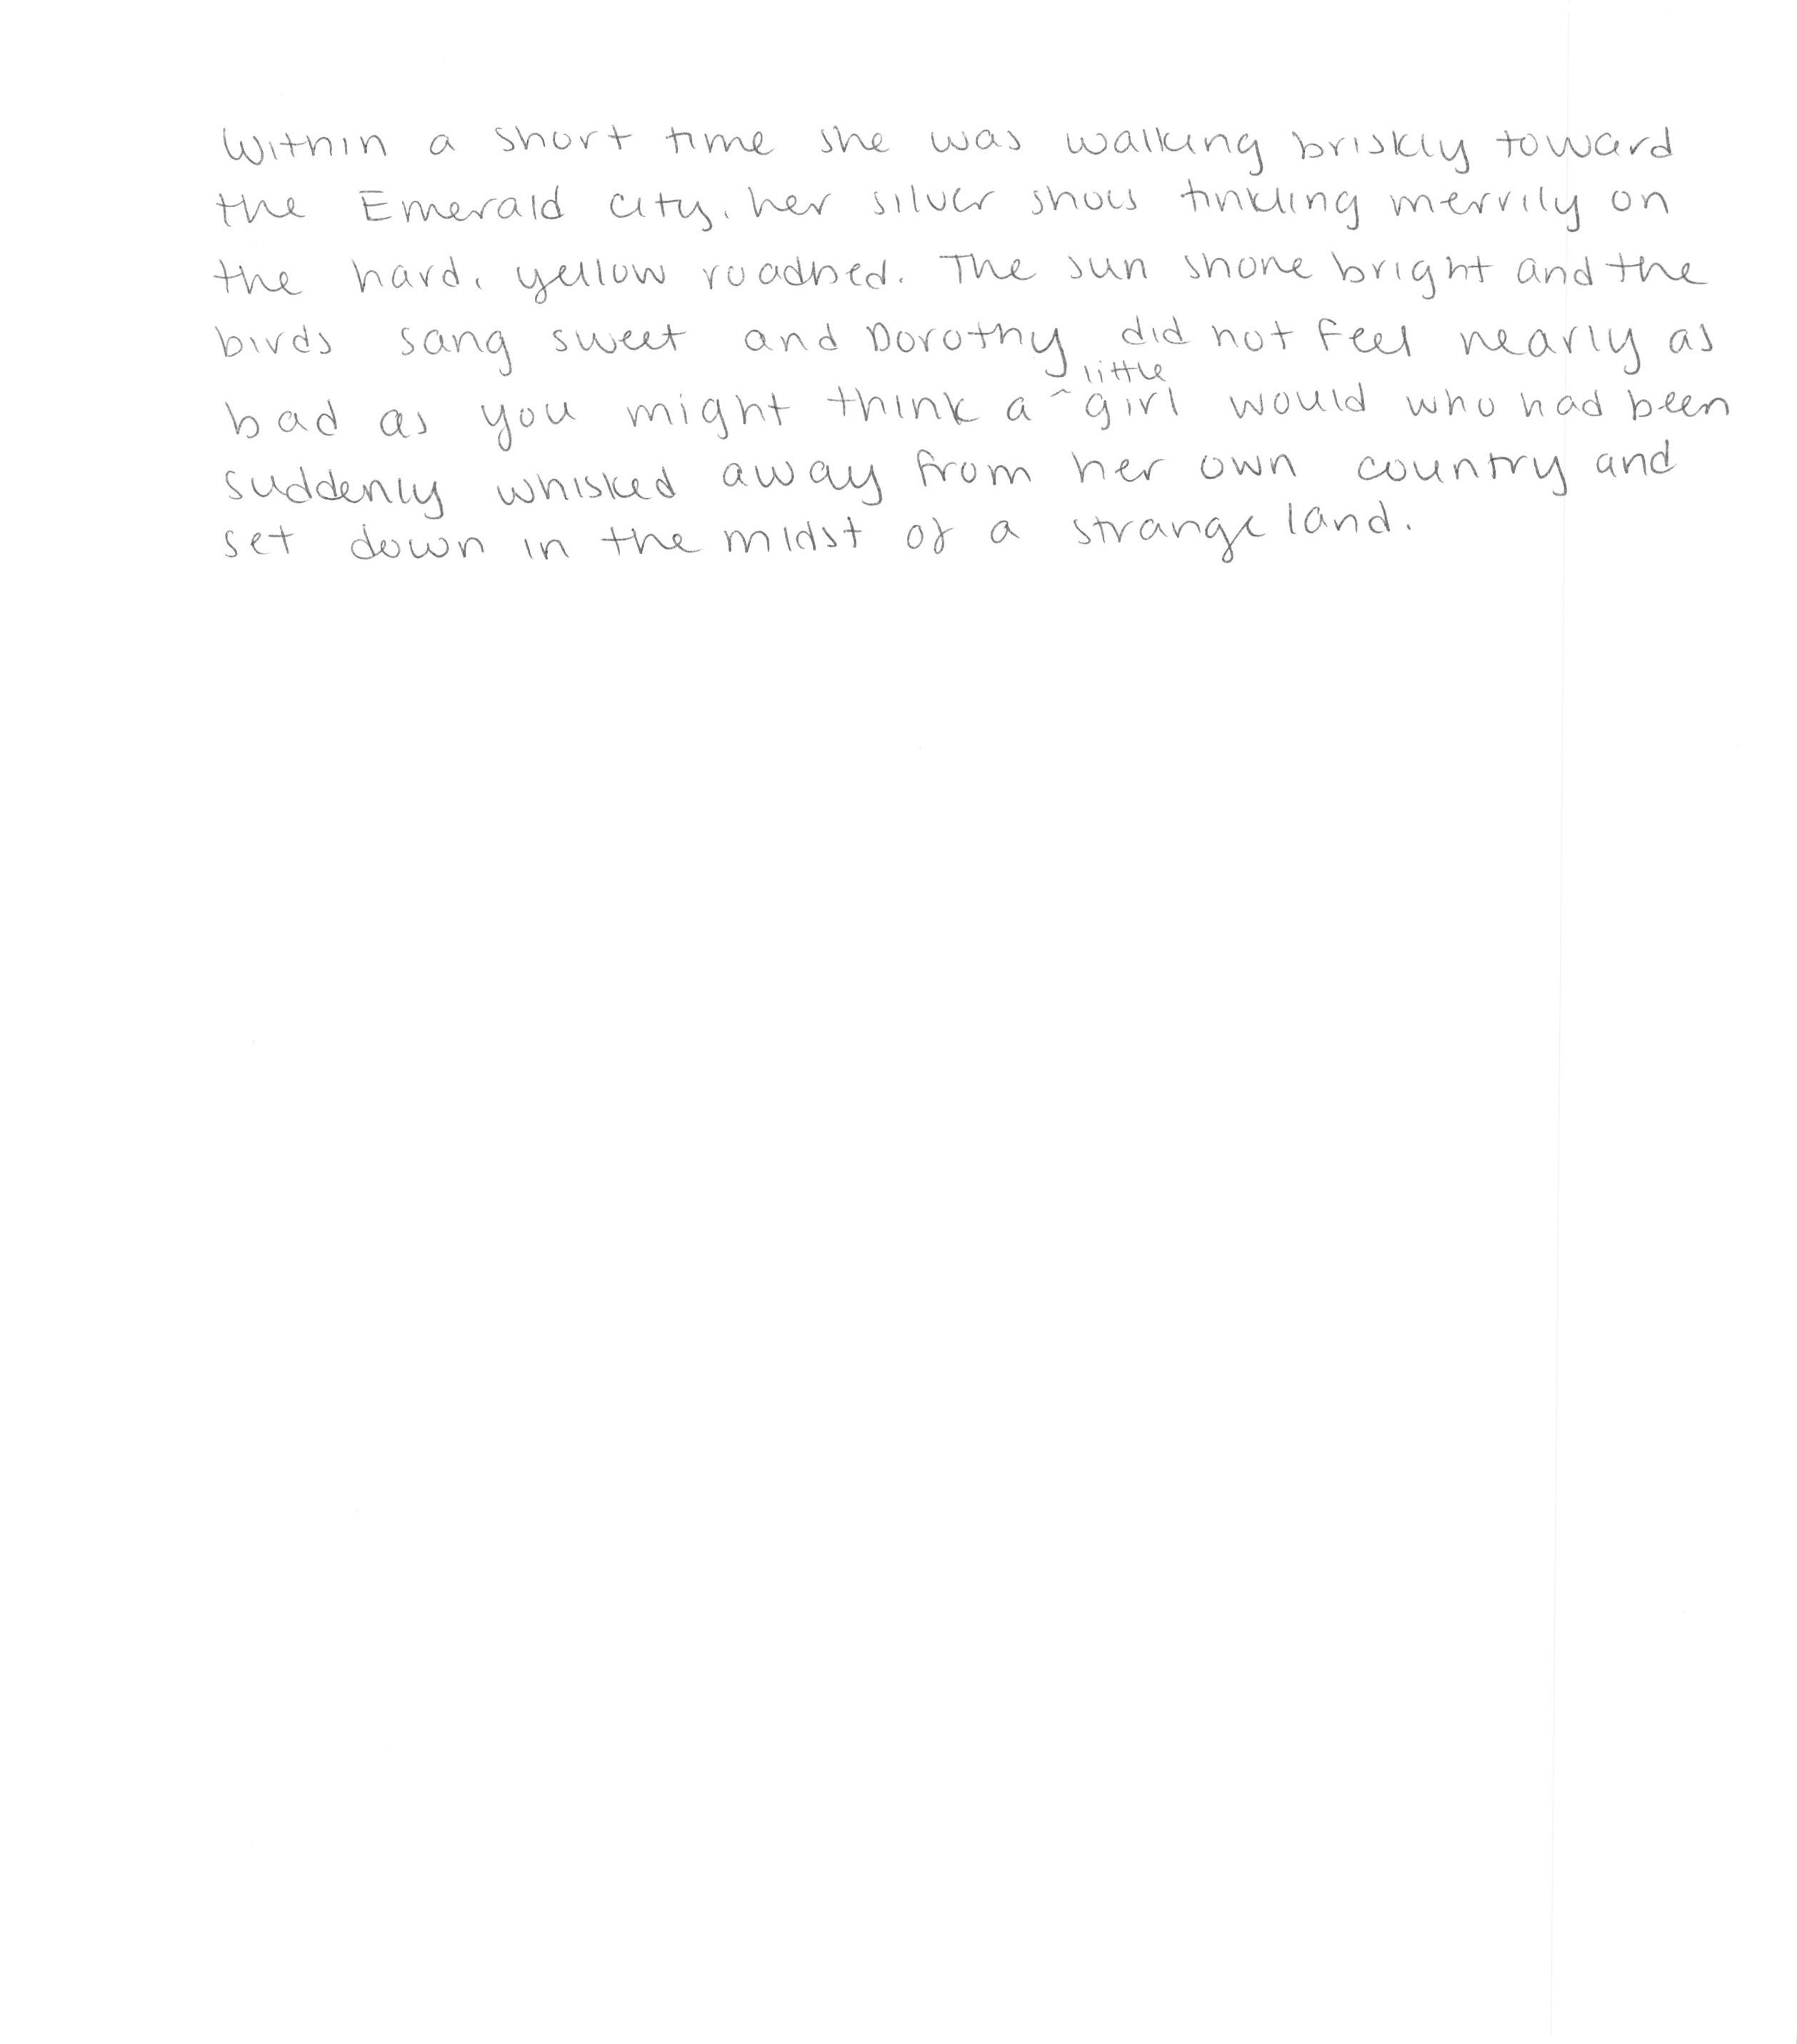 Within a short time she was walking briskly toward
the Emerald City, her silver shoes tinkling merrily on
the hard, yellow roadbed. The sun shone bright and the
birds sang sweet and Dorothy did not feel nearly as
bad as you might think a ^little girl would who had been
suddenly whisked away from her own country and
set down in the midst of a strange land.